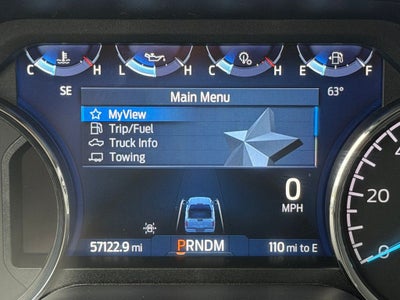 C H L H C H E F
SE 63°
Main Menu
MyView
Trip/Fuel
Truck Info
Towing
0
MPH
57122.9 mi PRNDM 110 mi to E
20
0